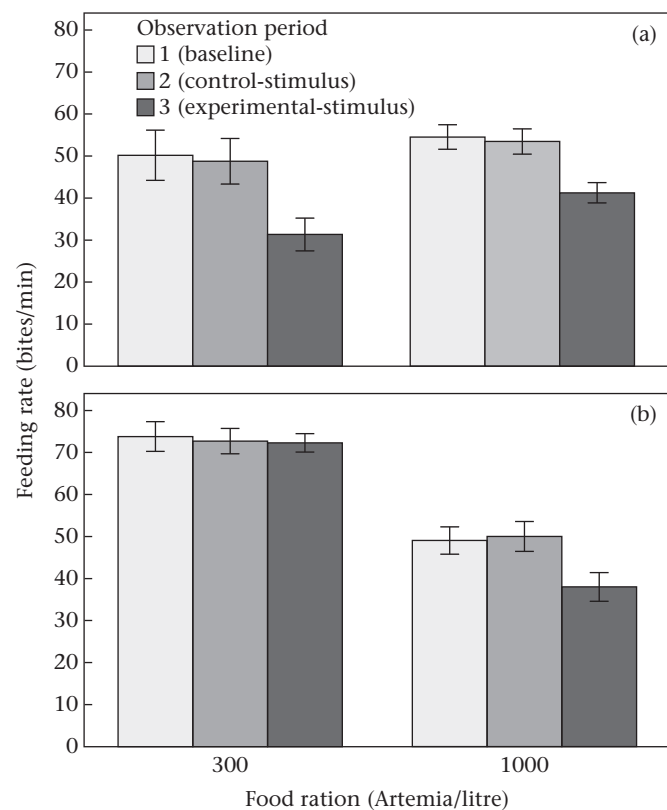 80
70
60
50
40
30
20
10
0
Observation period
1 (baseline)
2 (control-stimulus)
3 (experimental-stimulus)
(a)
Feeding rate (bites/min)
80
70
60
50
40
30
20
10
0
(b)
300 1000
Food ration (Artemia/litre)